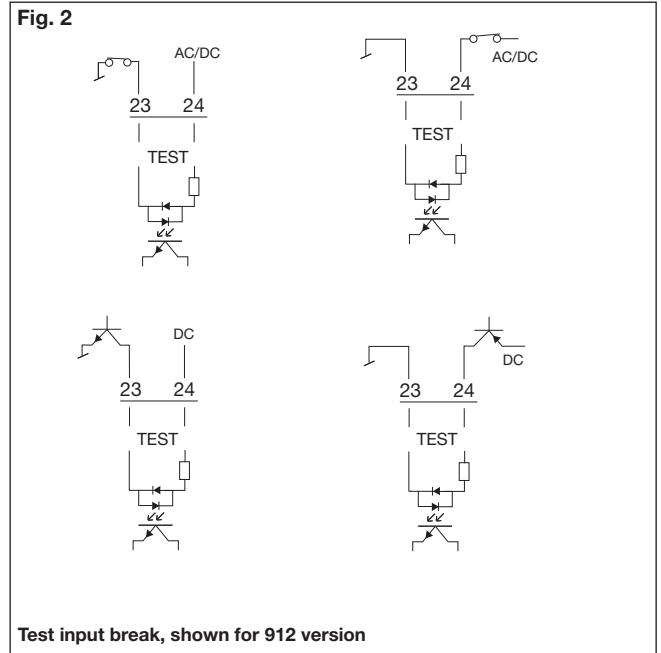 Fig. 2
AC/DC
23 24
TEST
AC/DC
23 24
TEST
DC
23 24
TEST
DC
23 24
TEST
Test input break, shown for 912 version